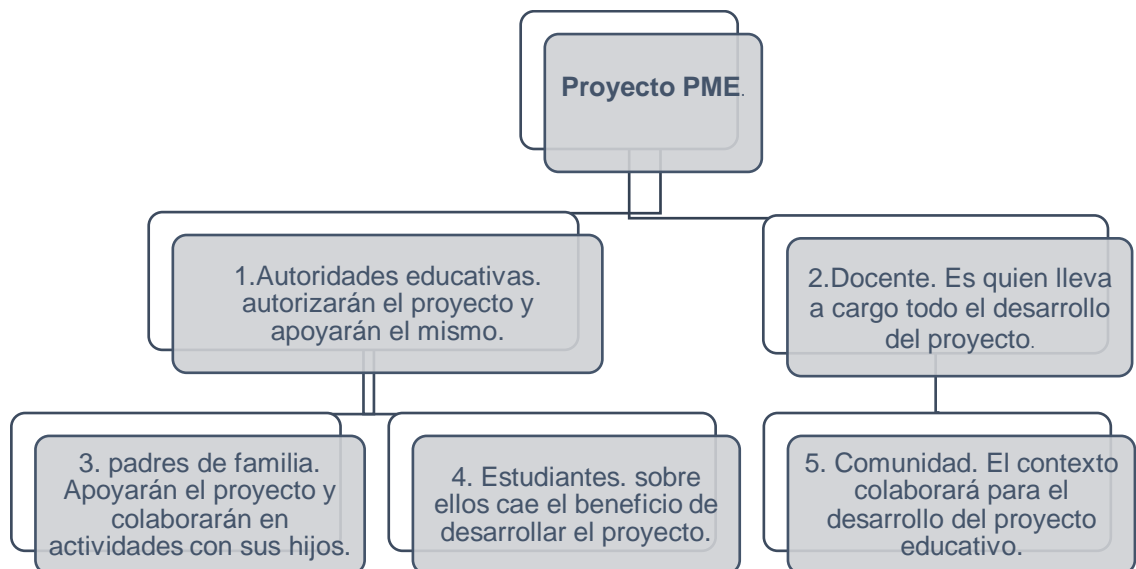 Proyecto PME.
1.Autoridades educativas.
autorizarán el proyecto y
apoyarán el mismo.
2.Docente. Es quien lleva
a cargo todo el desarrollo
del proyecto.
3. padres de familia.
Apoyarán el proyecto y
colaborarán en
actividades con sus hijos.
4. Estudiantes. sobre
ellos cae el beneficio de
desarrollar el proyecto.
5. Comunidad. El contexto
colaborará para el
desarrollo del proyecto
educativo.